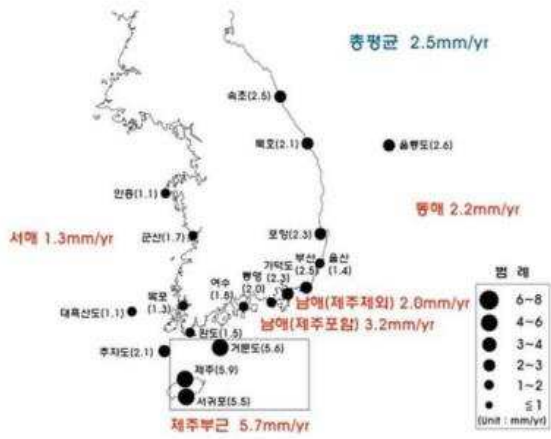 총평균 2.5mm/yr
속초(2.5)
묵호(2.1)
울릉도(2.6)
안흥(1.1)
동해 2.2mm/yr
서해 1.3mm/yr
군산(1.7)
포항(2.3)
부산
(2.5)
울산
(1.4)
가덕도
(2.3)
통영
(2.0)
여수
(1.8)
목포
(1.3)
대흑산도(1.1)
남해(제주제외) 2.0mm/yr
남해(제주포함) 3.2mm/yr
완도(1.5)
추자도(2.1)
거문도(5.6)
제주(5.9)
서귀포(5.5)
제주부근 5.7mm/yr
범 례
6~8
4~6
3~4
2~3
1~2
≦1
(Unit : mm/yr)